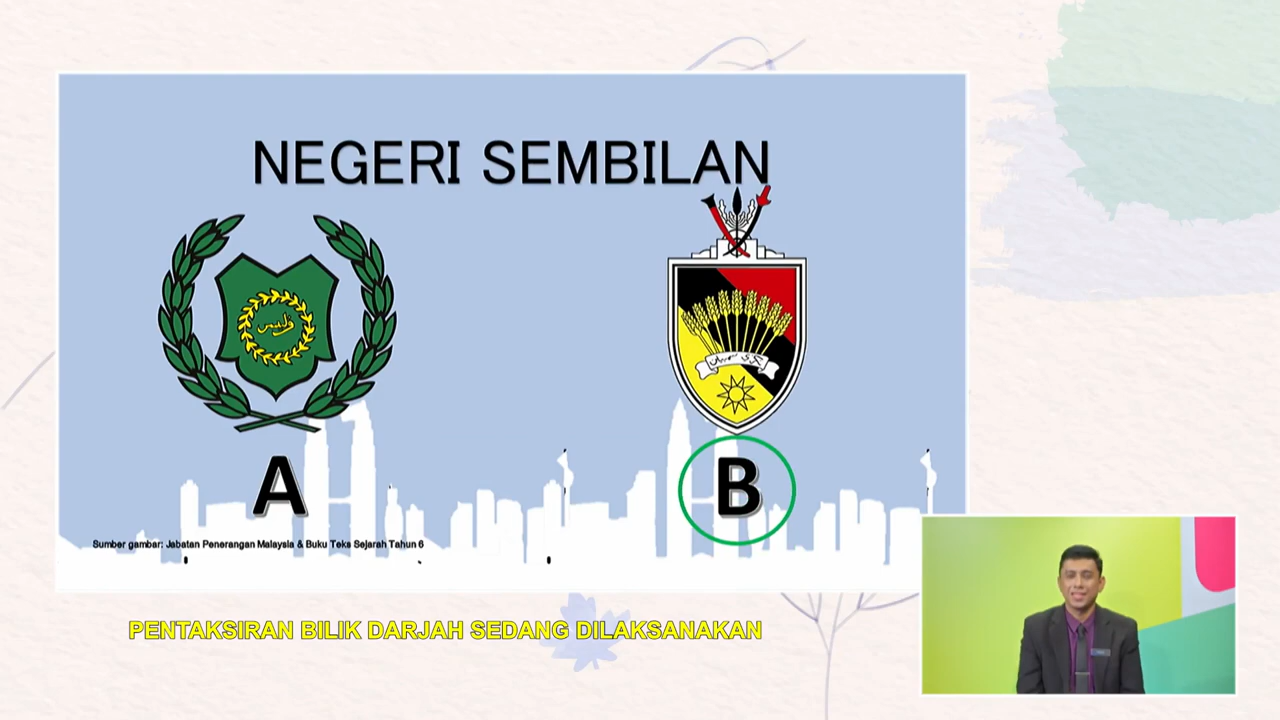 NEGERI SEMBILAN
A
B
Sumber gambar: Jabatan Penerangan Malaysia & Buku Teks Sejarah Tahun 6
PENTAKSIRAN BILIK DARJAH SEDANG DILAKSANAKAN